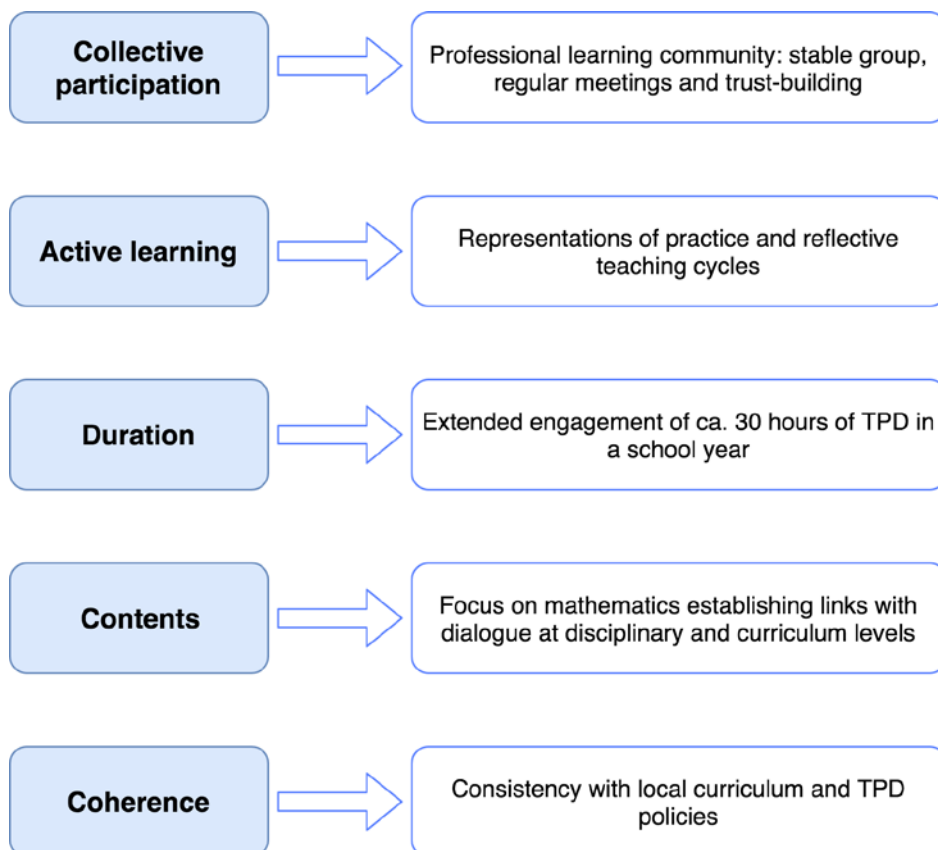 Collective
participation
Professional learning community: stable group,
regular meetings and trust-building
Active learning
Representations of practice and reflective
teaching cycles
Duration
Extended engagement of ca. 30 hours of TPD in
a school year
Contents
Focus on mathematics establishing links with
dialogue at disciplinary and curriculum levels
Coherence
Consistency with local curriculum and TPD
policies